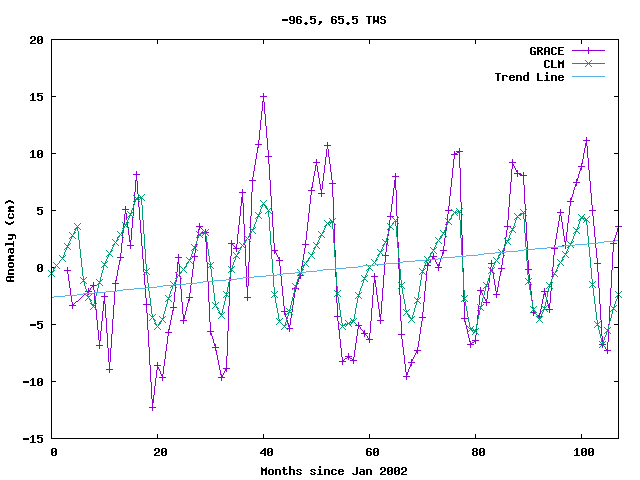 -96.5, 65.5 TWS
GRACE
CLM
Trend Line
20
15
10
5
0
-5
-10
-15
Anomaly (cm)
0 20 40 60 80 100
Months since Jan 2002